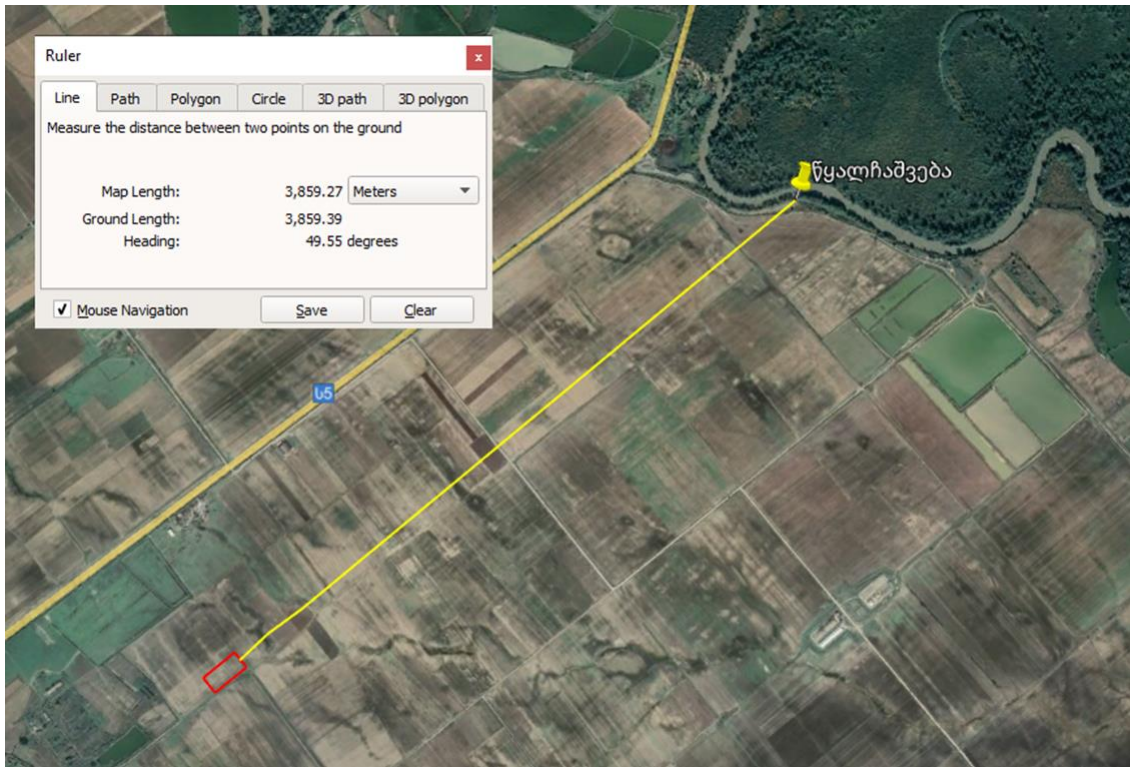 Ruler
x
Line Path Polygon Circle 3D path 3D polygon
Measure the distance between two points on the ground
Map Length: 3,859.27 Meters
Ground Length: 3,859.39
Heading: 49.55 degrees
Mouse Navigation Save Clear
წყალჩაშვება
ს5